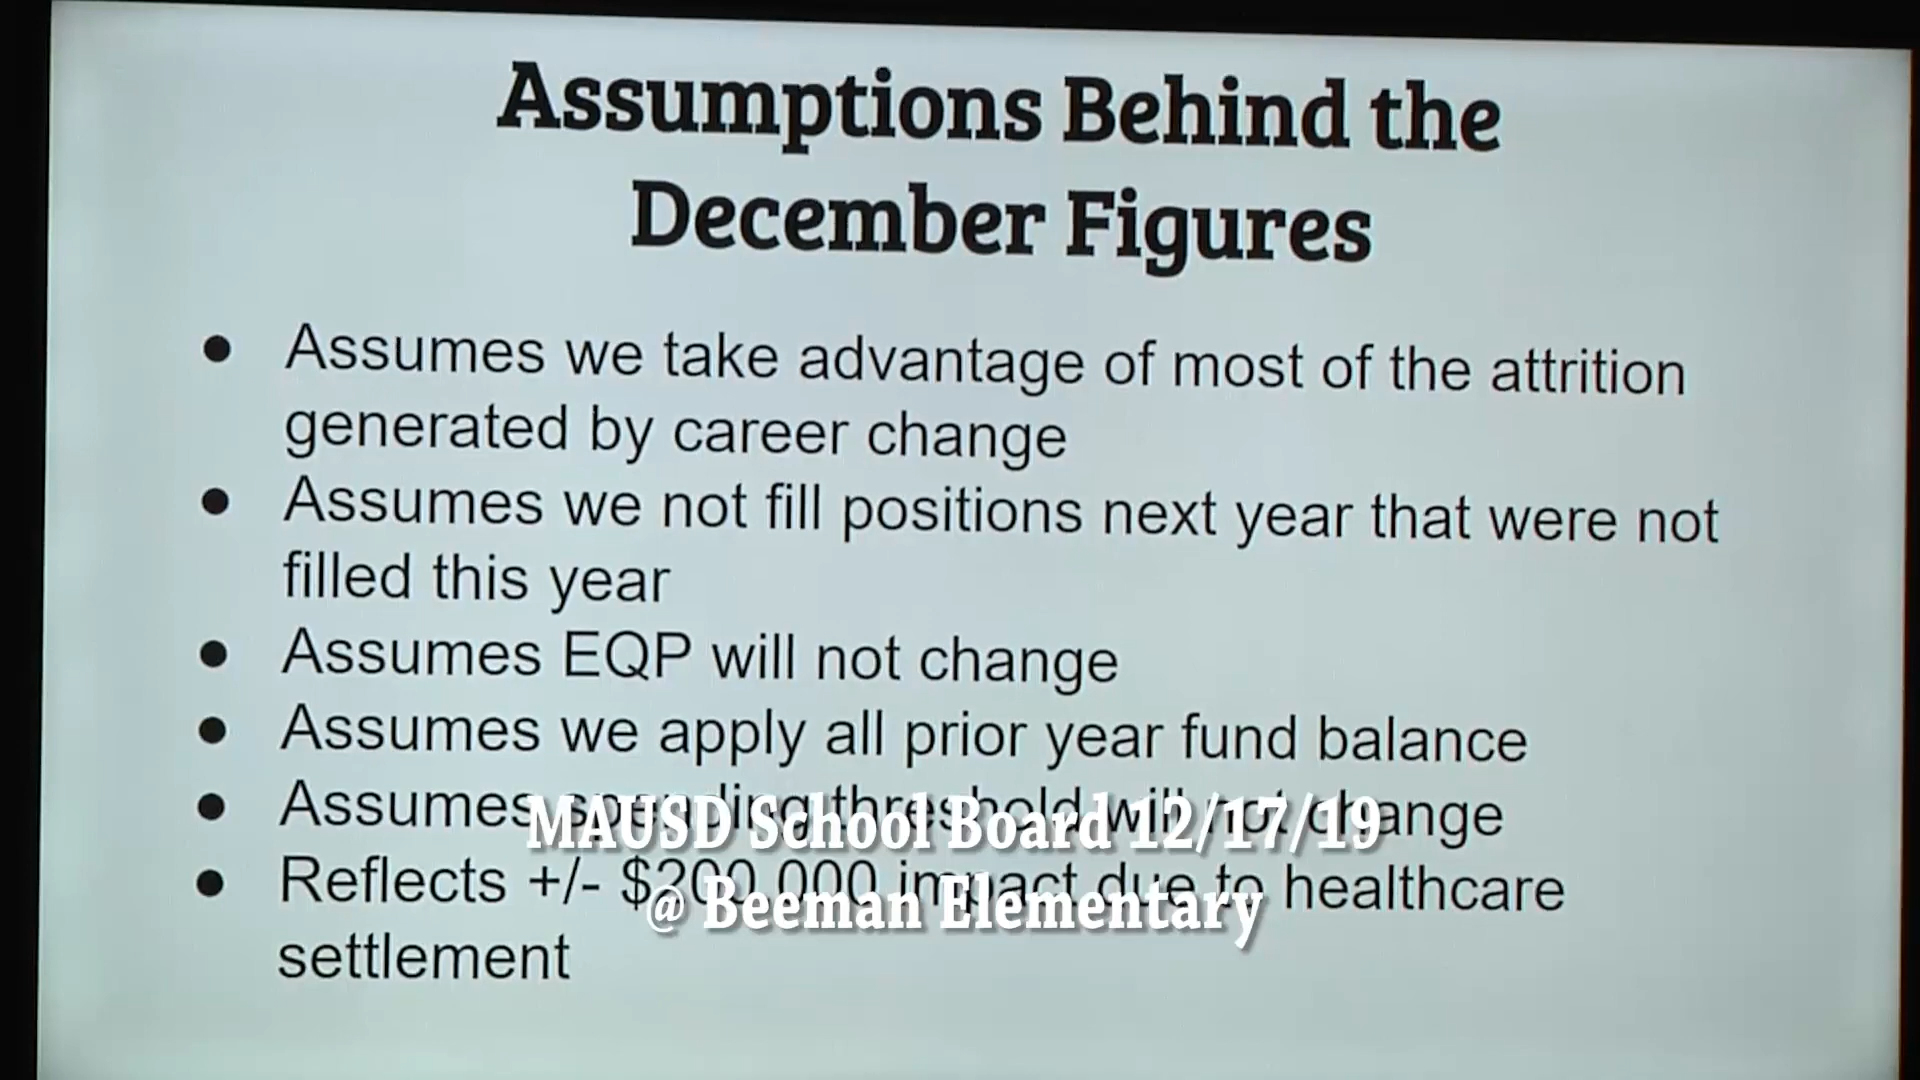 Assumptions Behind the
December Figures
● Assumes we take advantage of most of the attrition
generated by career change
● Assumes we not fill positions next year that were not
filled this year
● Assumes EQP will not change
● Assumes we apply all prior year fund balance
● Assumes spending threshold will not change
● Reflects +/- $200,000 impact due to healthcare
settlement
MAUSD School Board 12/17/19
@ Beeman Elementary